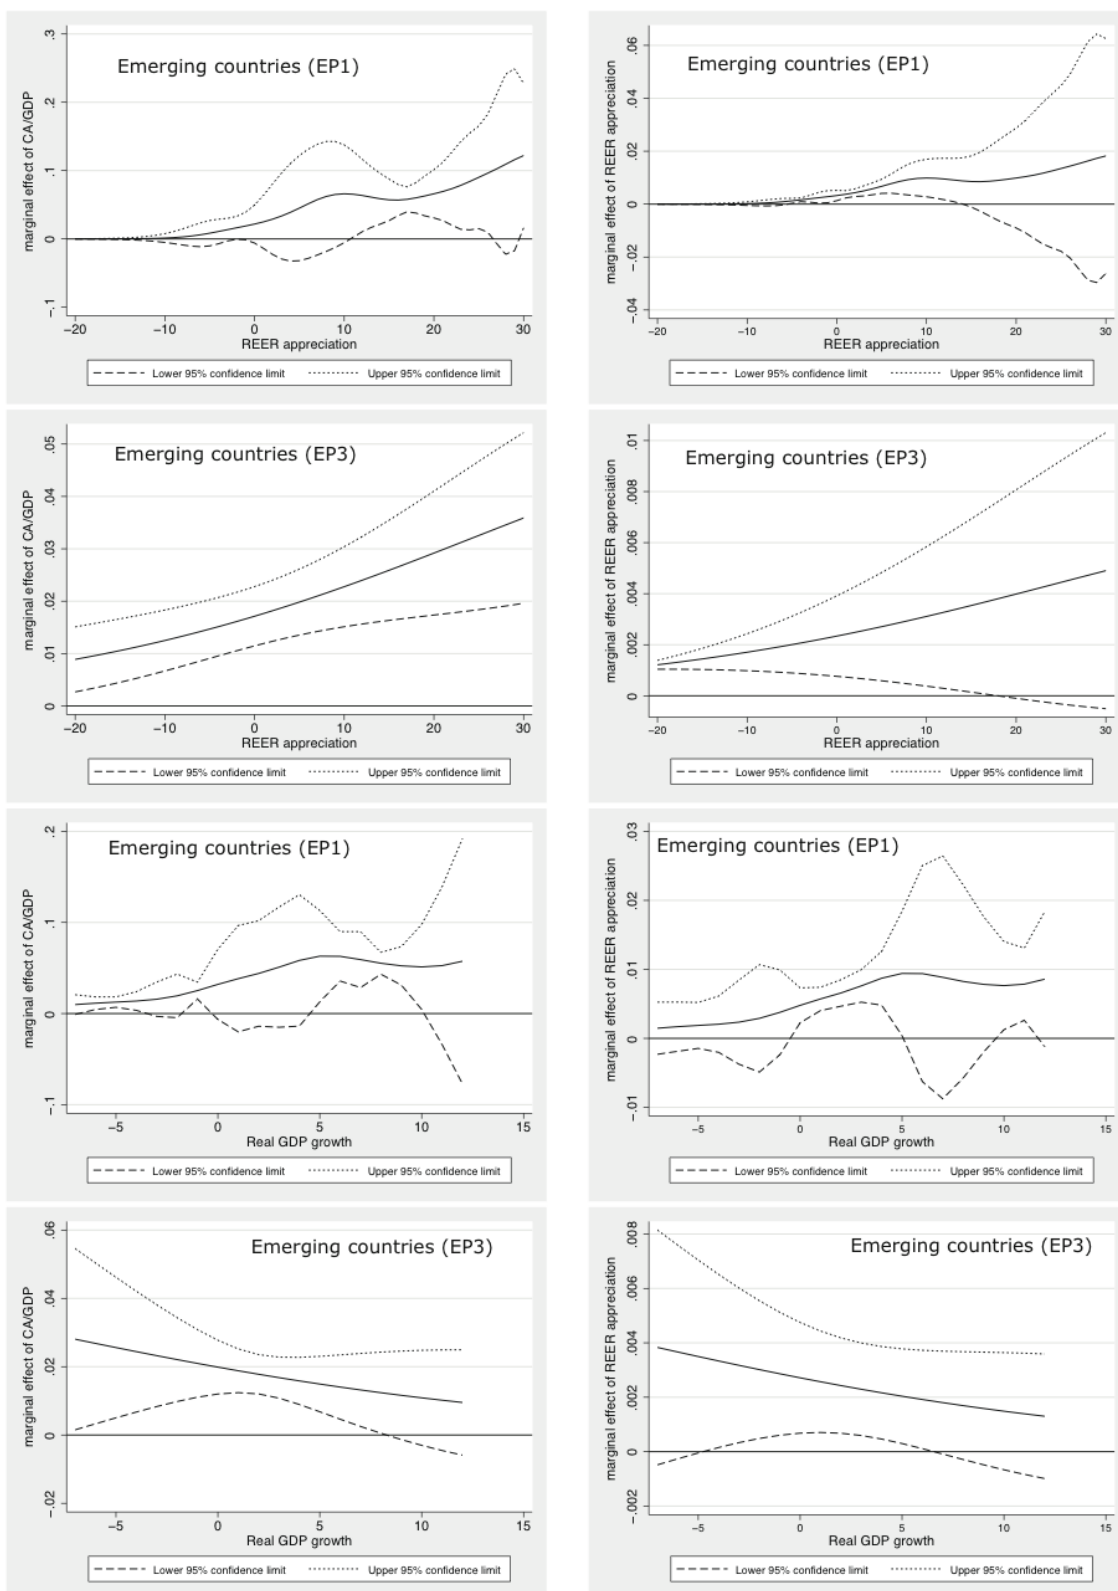 Emerging countries (EP1)
marginal effect of CA/GDP
.3
.2
.1
0
-.1
-20 -10 0 10 20 30
REER appreciation
Lower 95% confidence limit Upper 95% confidence limit
Emerging countries (EP1)
marginal effect of REER appreciation
.06
.04
.02
0
-.02
-.04
-20 -10 0 10 20 30
REER appreciation
Lower 95% confidence limit Upper 95% confidence limit
Emerging countries (EP3)
marginal effect of CA/GDP
.05
.04
.03
.02
.01
0
-20 -10 0 10 20 30
REER appreciation
Lower 95% confidence limit Upper 95% confidence limit
Emerging countries (EP3)
marginal effect of REER appreciation
.01
.008
.006
.004
.002
0
-20 -10 0 10 20 30
REER appreciation
Lower 95% confidence limit Upper 95% confidence limit
Emerging countries (EP1)
marginal effect of CA/GDP
.2
.1
0
-.1
-5 0 5 10 15
Real GDP growth
Lower 95% confidence limit Upper 95% confidence limit
Emerging countries (EP1)
marginal effect of REER appreciation
.03
.02
.01
0
-.01
-5 0 5 10 15
Real GDP growth
Lower 95% confidence limit Upper 95% confidence limit
Emerging countries (EP3)
marginal effect of CA/GDP
.06
.04
.02
0
-.02
-5 0 5 10 15
Real GDP growth
Lower 95% confidence limit Upper 95% confidence limit
Emerging countries (EP3)
marginal effect of REER appreciation
.008
.006
.004
.002
0
-.002
-5 0 5 10 15
Real GDP growth
Lower 95% confidence limit Upper 95% confidence limit